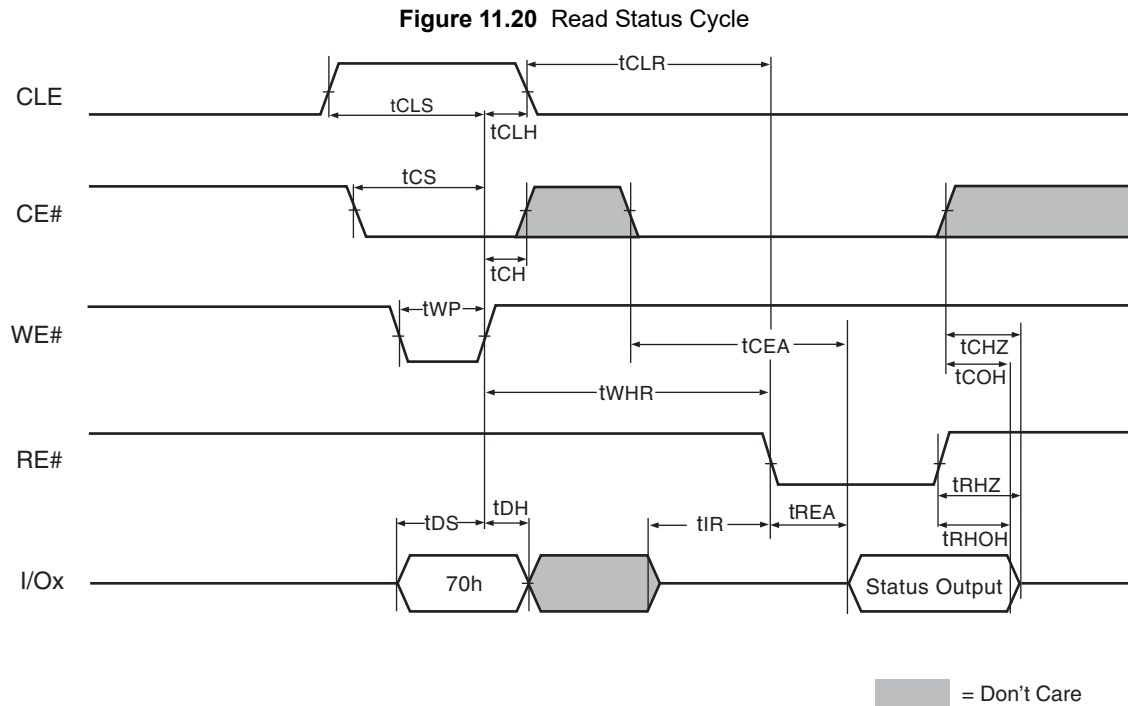 Figure 11.20 Read Status Cycle
tCLR
CLE
tCLS
tCLH
tCS
CE#
tCH
tWP
WE#
tCEA
tCHZ
tCOH
tWHR
RE#
tRHZ
tDH
tDS
tIR
tREA
tRHOH
I/Ox
70h
Status Output
= Don't Care